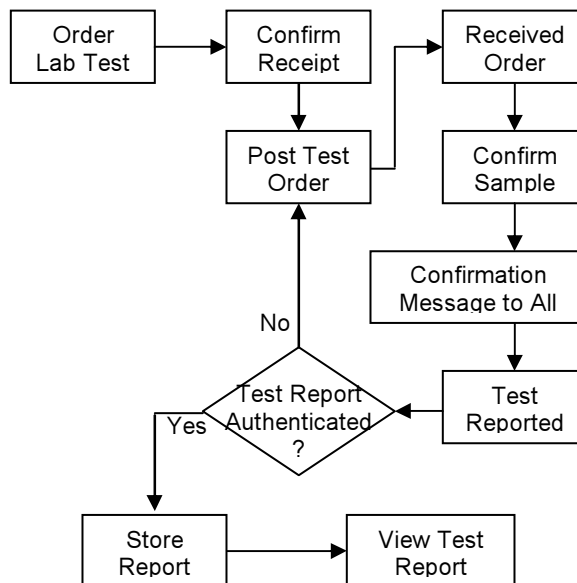 Order
Lab Test
Confirm
Receipt
Received
Order
Post Test
Order
Confirm
Sample
Confirmation
Message to All
No
Test Report
Authenticated
?
Yes
Test
Reported
Store
Report
View Test
Report